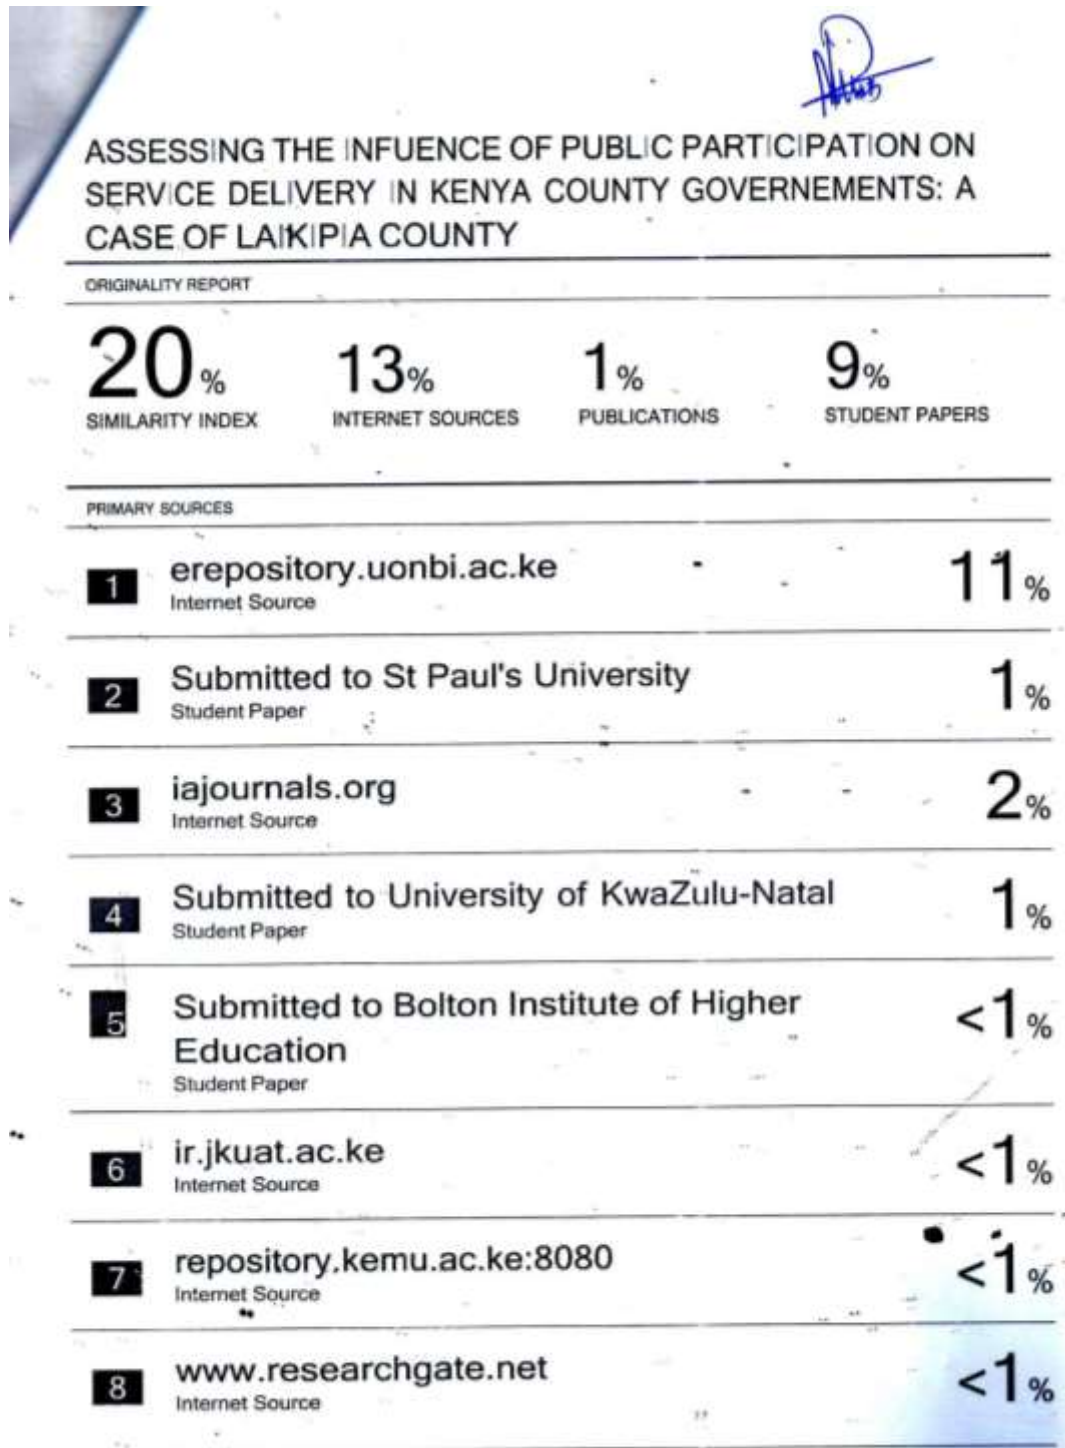 ASSESSING THE INFUENCE OF PUBLIC PARTICIPATION ON
SERVICE DELIVERY IN KENYA COUNTY GOVERNEMENTS: A
CASE OF LAIKIPIA COUNTY
ORIGINALITY REPORT
20% 13% 1% 9%
SIMILARITY INDEX INTERNET SOURCES PUBLICATIONS STUDENT PAPERS
PRIMARY SOURCES
1 erepository.uonbi.ac.ke 11%
Internet Source
2 Submitted to St Paul's University 1%
Student Paper
3 iajournals.org 2%
Internet Source
4 Submitted to University of KwaZulu-Natal 1%
Student Paper
5 Submitted to Bolton Institute of Higher <1%
Education
Student Paper
6 ir.jkuat.ac.ke <1%
Internet Source
7 repository.kemu.ac.ke:8080 <1%
Internet Source
8 www.researchgate.net <1%
Internet Source